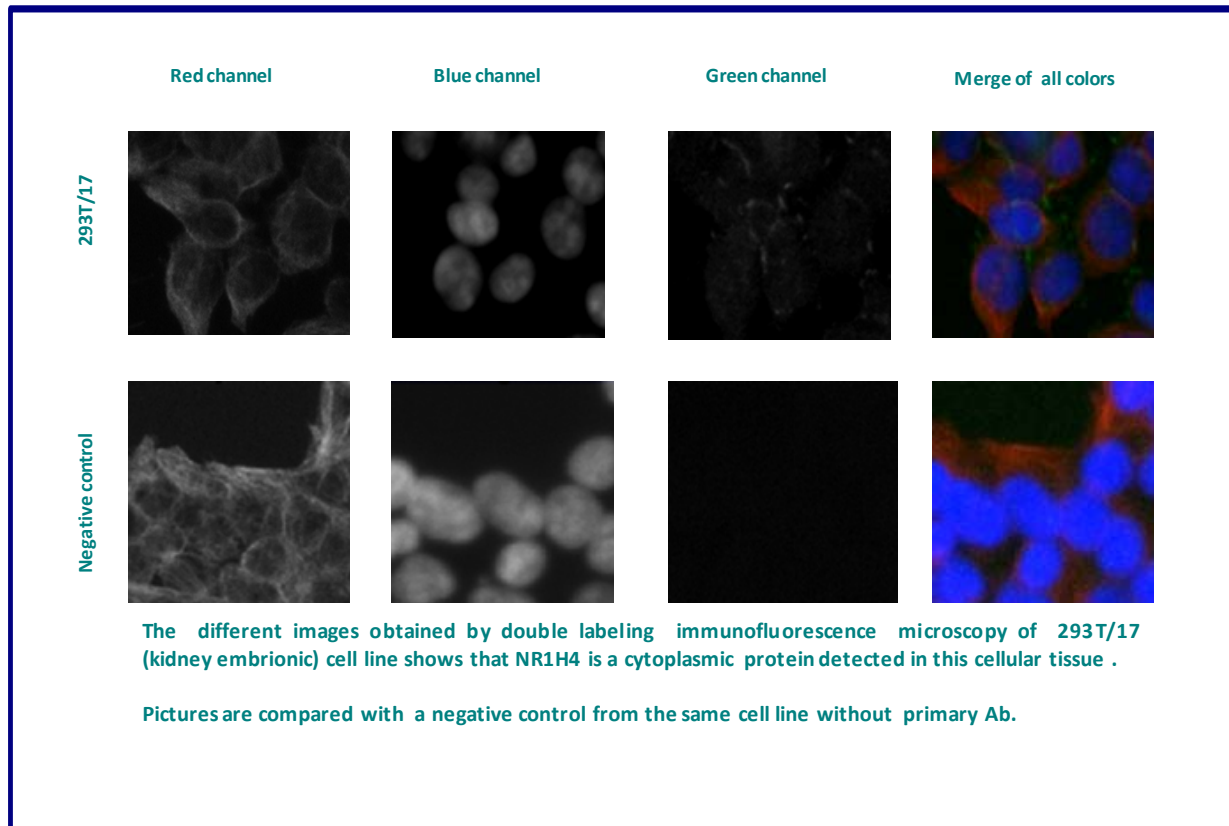 Red channel Blue channel Green channel Merge of all colors
293T/17
Negative control
The different images obtained by double labeling immunofluorescence microscopy of 293T/17
(kidney embrionic) cell line shows that NR1H4 is a cytoplasmic protein detected in this cellular tissue .
Pictures are compared with a negative control from the same cell line without primary Ab.